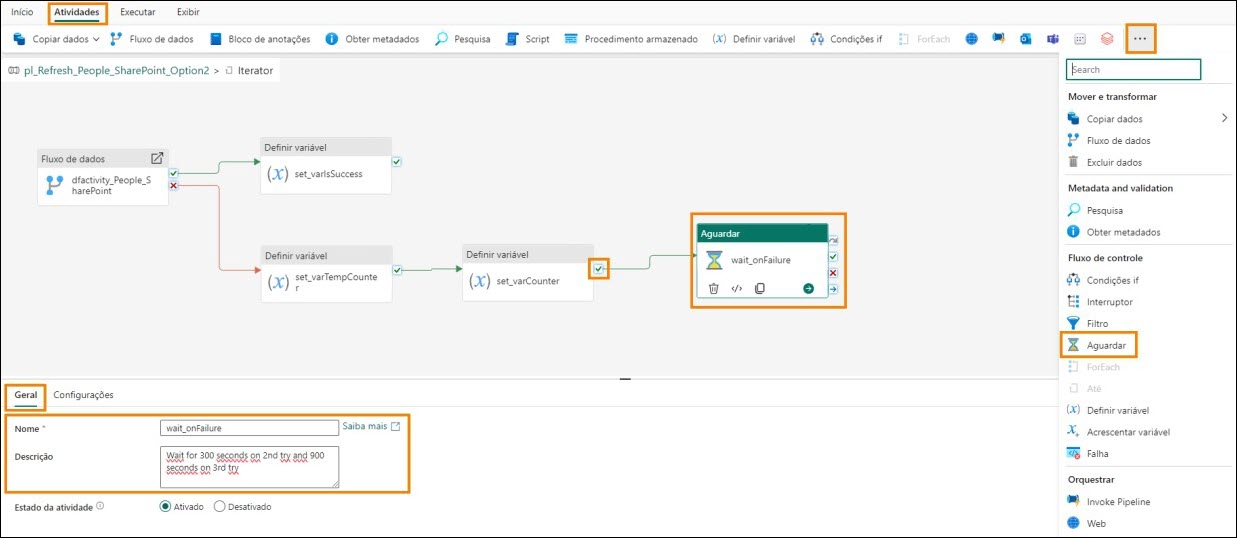 Início Atividades Executar Exibir
Copiar dados Fluxo de dados Bloco de anotações Obter metadados Pesquisa Script Procedimento armazenado (x) Definir variável Condições if ForEach ...
pl_Refresh_People_SharePoint_Option2 > Iterator
Fluxo de dados
dfactivity_People_S
harePoint
Definir variável
(x) set_varIsSuccess
Definir variável
(x) set_varTempCounte
r
Definir variável
(x) set_varCounter
Aguardar
wait_onFailure
</>
Search
Mover e transformar
Copiar dados
Fluxo de dados
Excluir dados
Metadata and validation
Pesquisa
Obter metadados
Fluxo de controle
Condições if
Interruptor
Filtro
Aguardar
ForEach
Até
(x) Definir variável
Acrescentar variável
Falha
Orquestrar
Invoke Pipeline
Web
Geral Configurações
Nome * wait_onFailure Saiba mais
Descrição
Wait for 300 seconds on 2nd try and 900
seconds on 3rd try
Estado da atividade Ativado Desativado